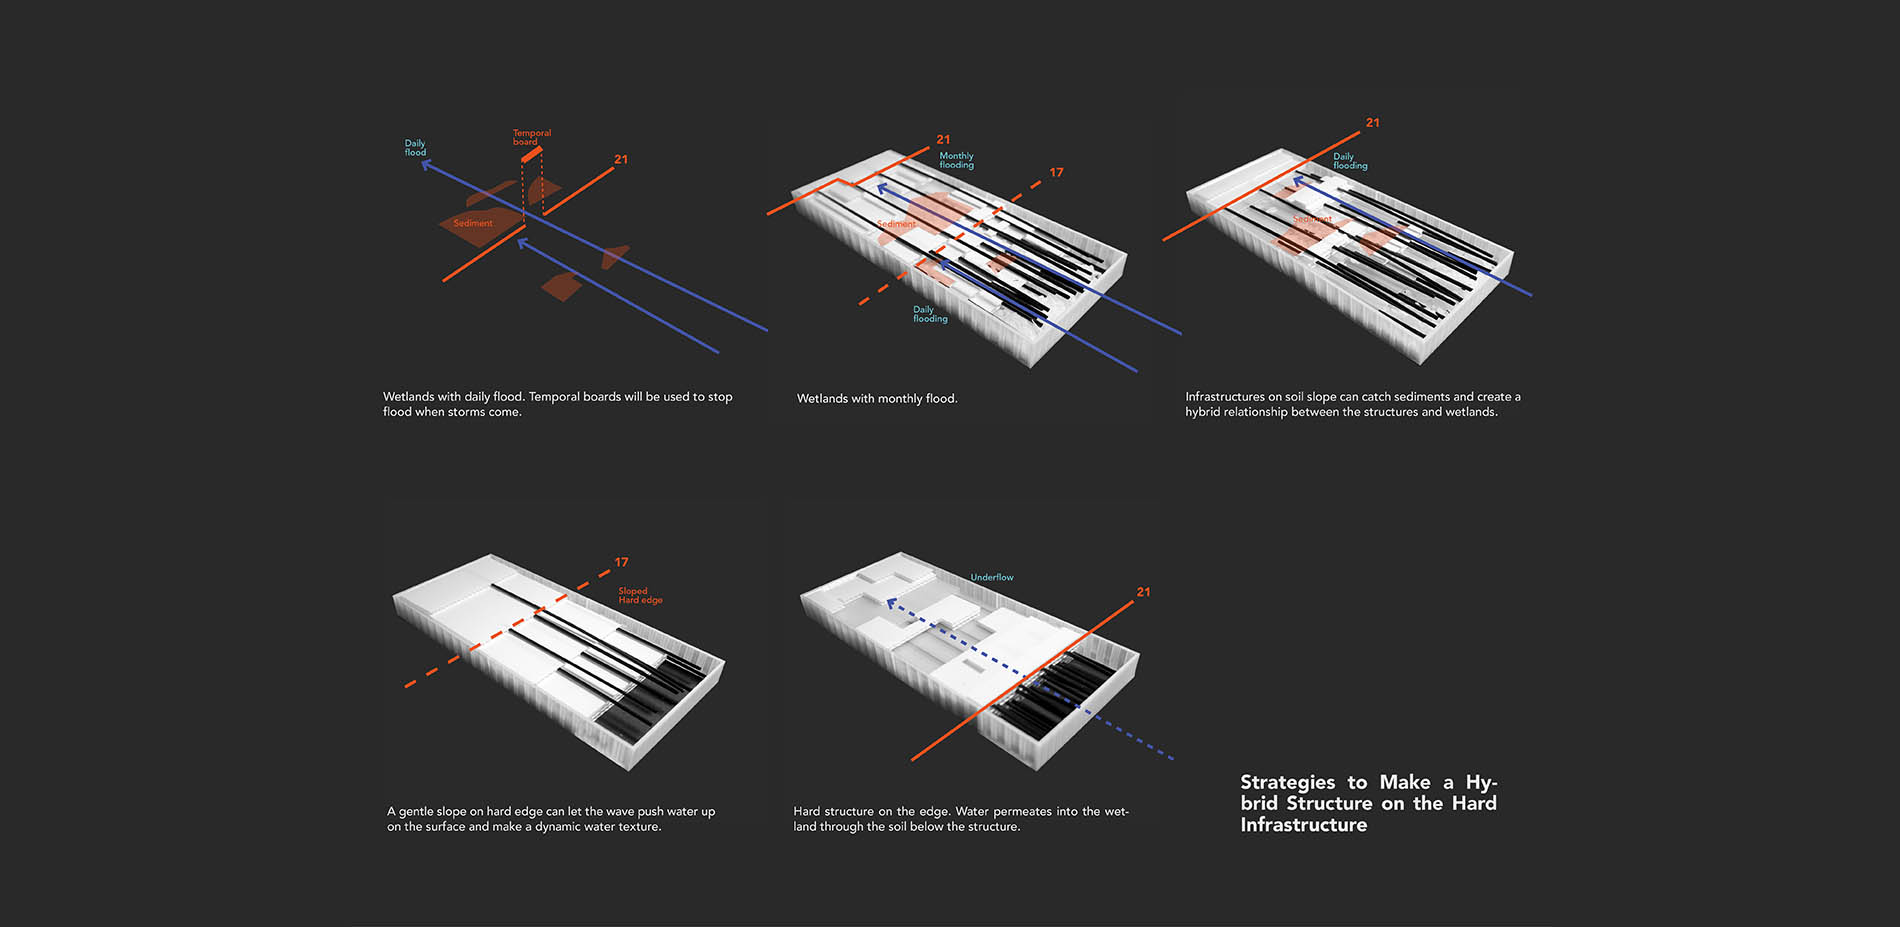 Daily
flood
Temporal
board
21
Sediment
Wetlands with daily flood. Temporal boards will be used to stop
flood when storms come.
21
Monthly
flooding
17
Sediment
Daily
flooding
Wetlands with monthly flood.
21
Daily
flooding
Sediment
Infrastructures on soil slope can catch sediments and create a
hybrid relationship between the structures and wetlands.
17
Sloped
Hard edge
A gentle slope on hard edge can let the wave push water up
on the surface and make a dynamic water texture.
Underflow
21
Hard structure on the edge. Water permeates into the wet-
land through the soil below the structure.
Strategies to Make a Hy-
brid Structure on the Hard
Infrastructure